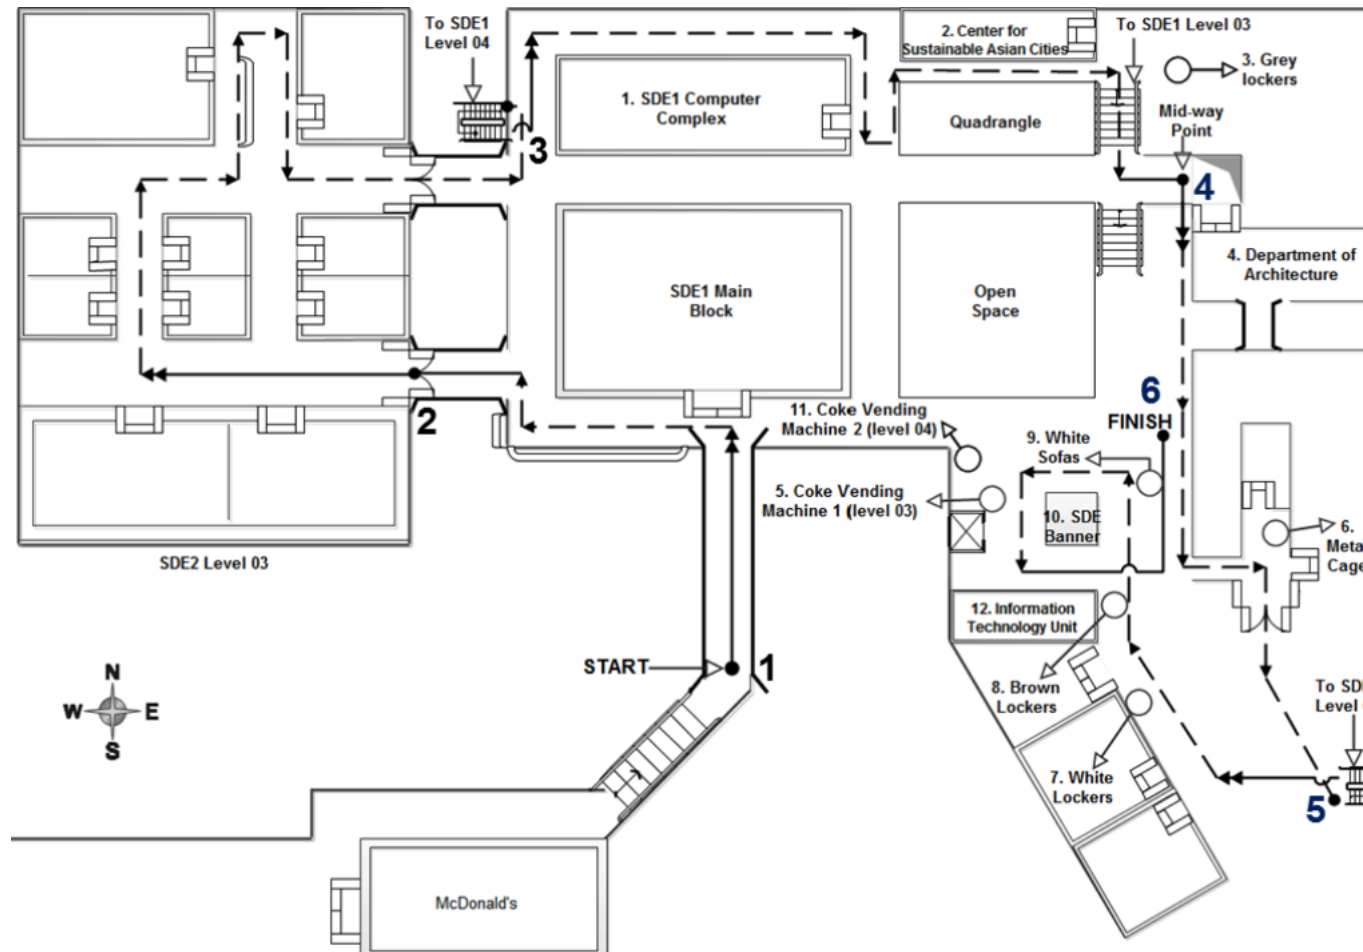 To SDE1
Level 04
2. Center for
Sustainable Asian Cities
To SDE1 Level 03
3. Grey
lockers
1. SDE1 Computer
Complex
Quadrangle
Mid-way
Point
3
4
SDE1 Main
Block
Open
Space
4. Department of
Architecture
2
6
FINISH
11. Coke Vending
Machine 2 (level 04)
9. White
Sofas
5. Coke Vending
Machine 1 (level 03)
10. SDE
Banner
6.
Meta
Cage
SDE2 Level 03
12. Information
Technology Unit
START
1
8. Brown
Lockers
To SD
Level
N
W
E
S
7. White
Lockers
5
McDonald's